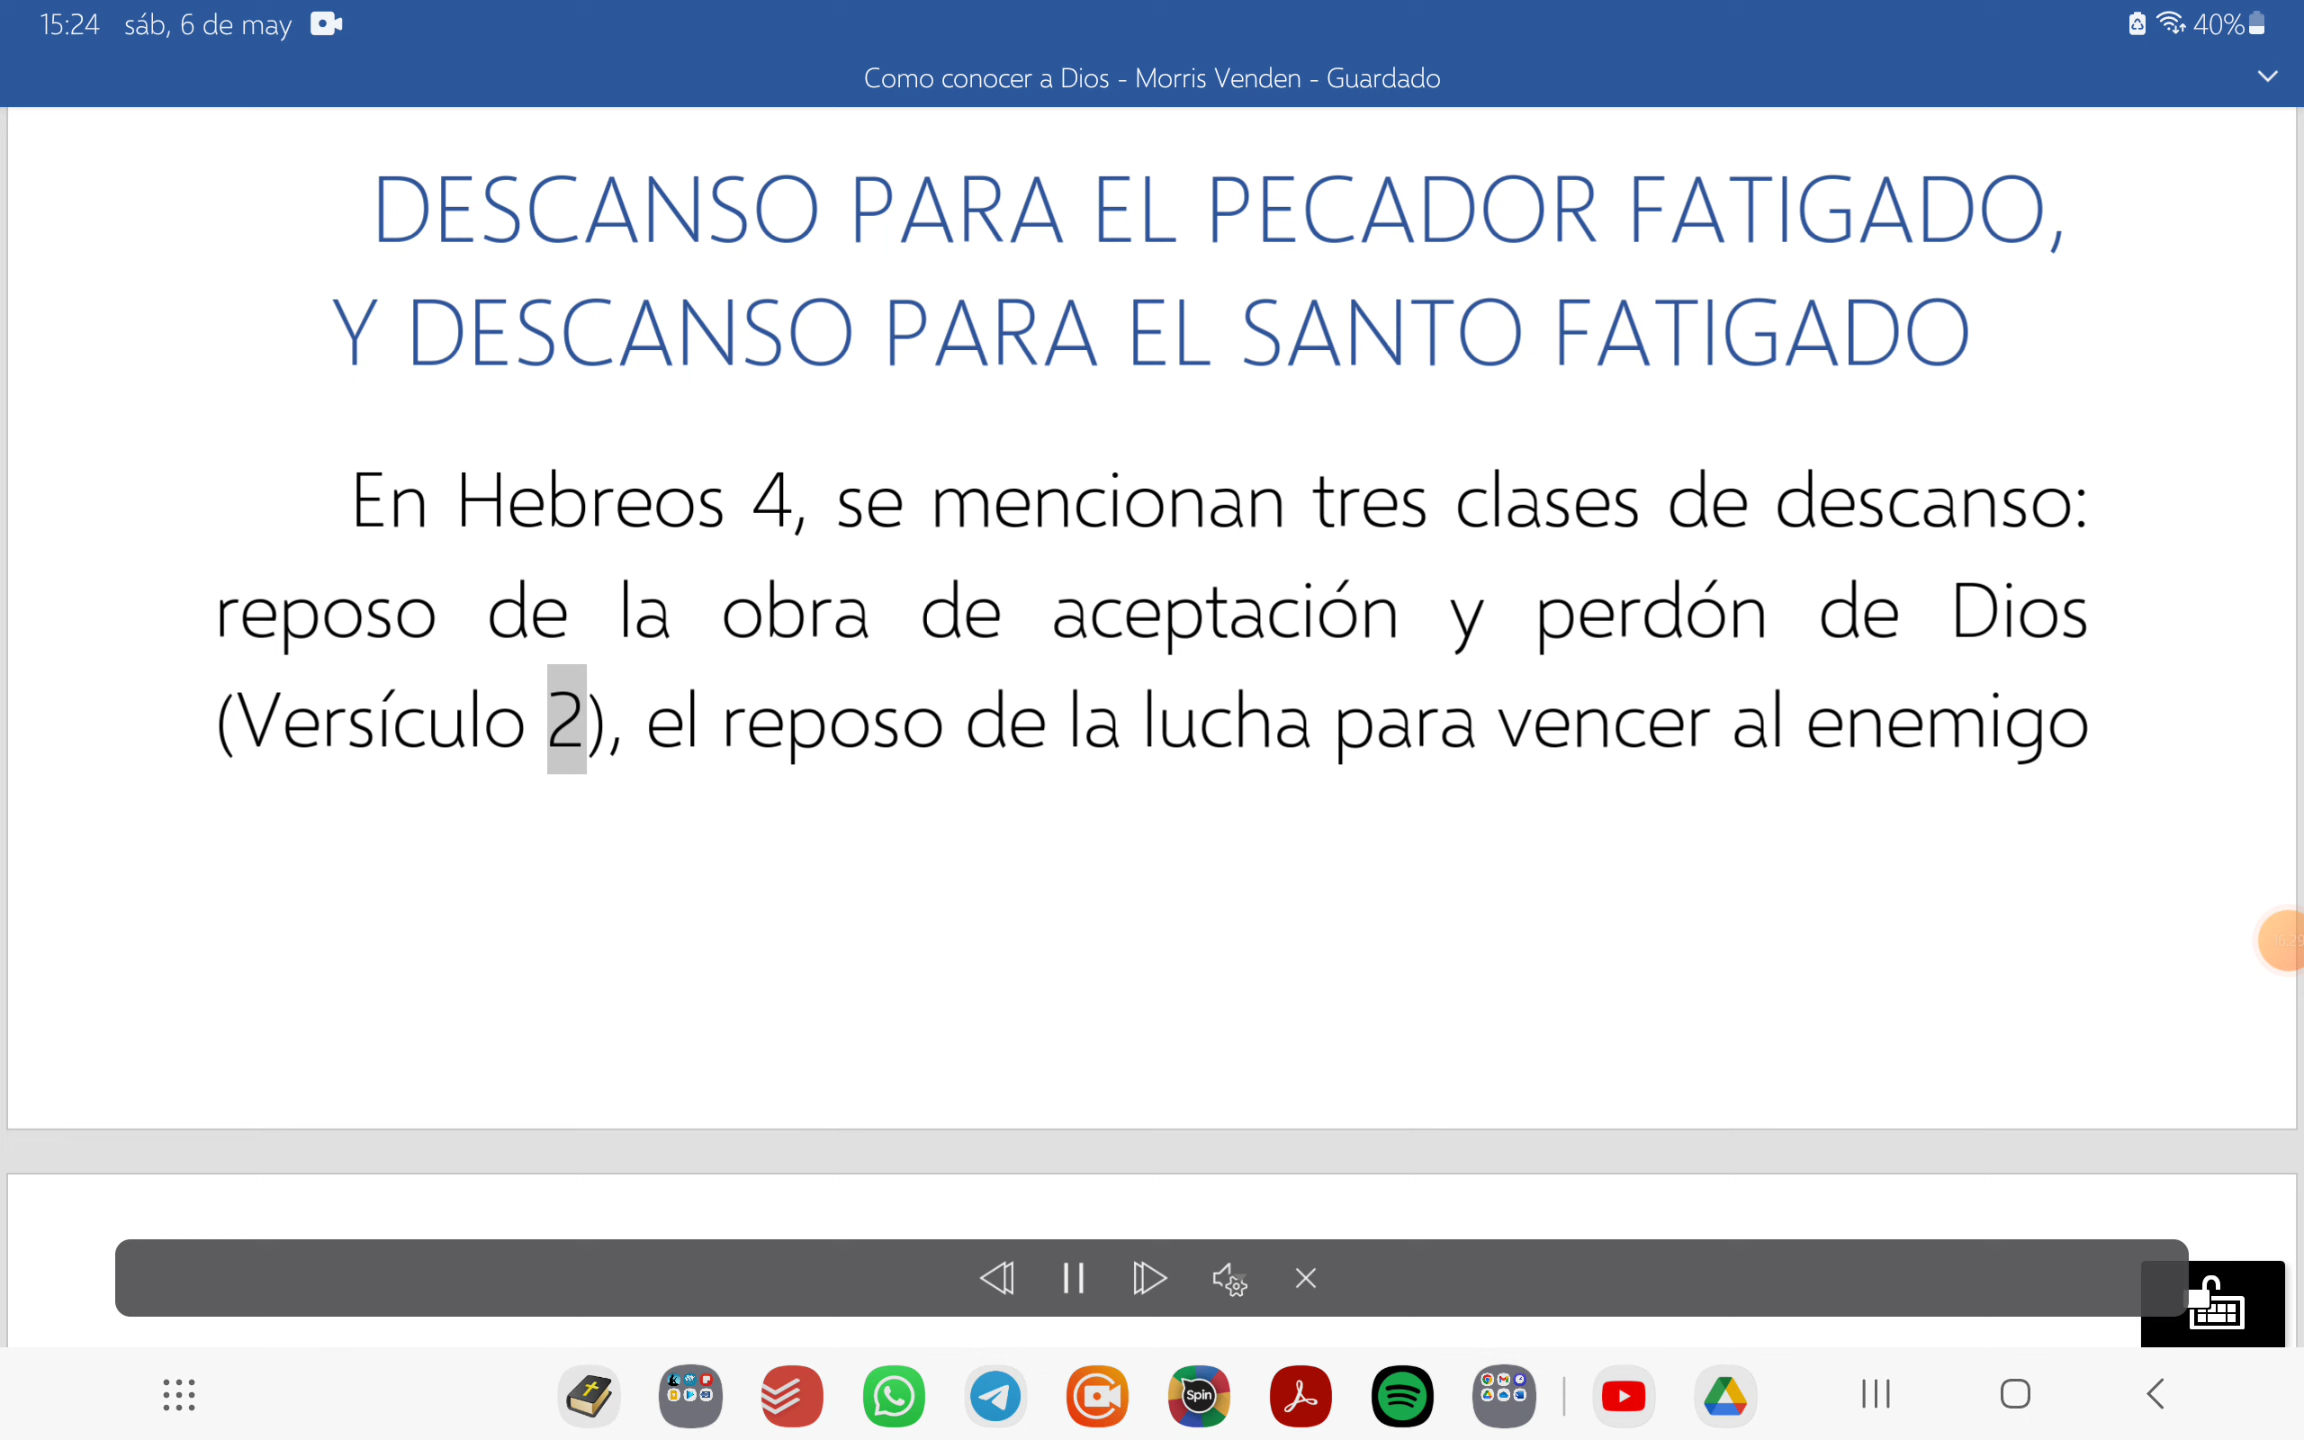 15:24 sáb, 6 de may 40%
Como conocer a Dios - Morris Venden - Guardado
DESCANSO PARA EL PECADOR FATIGADO,
Y DESCANSO PARA EL SANTO FATIGADO
En Hebreos 4, se mencionan tres clases de descanso:
reposo de la obra de aceptación y perdón de Dios
(Versículo 2), el reposo de la lucha para vencer al enemigo
Spin